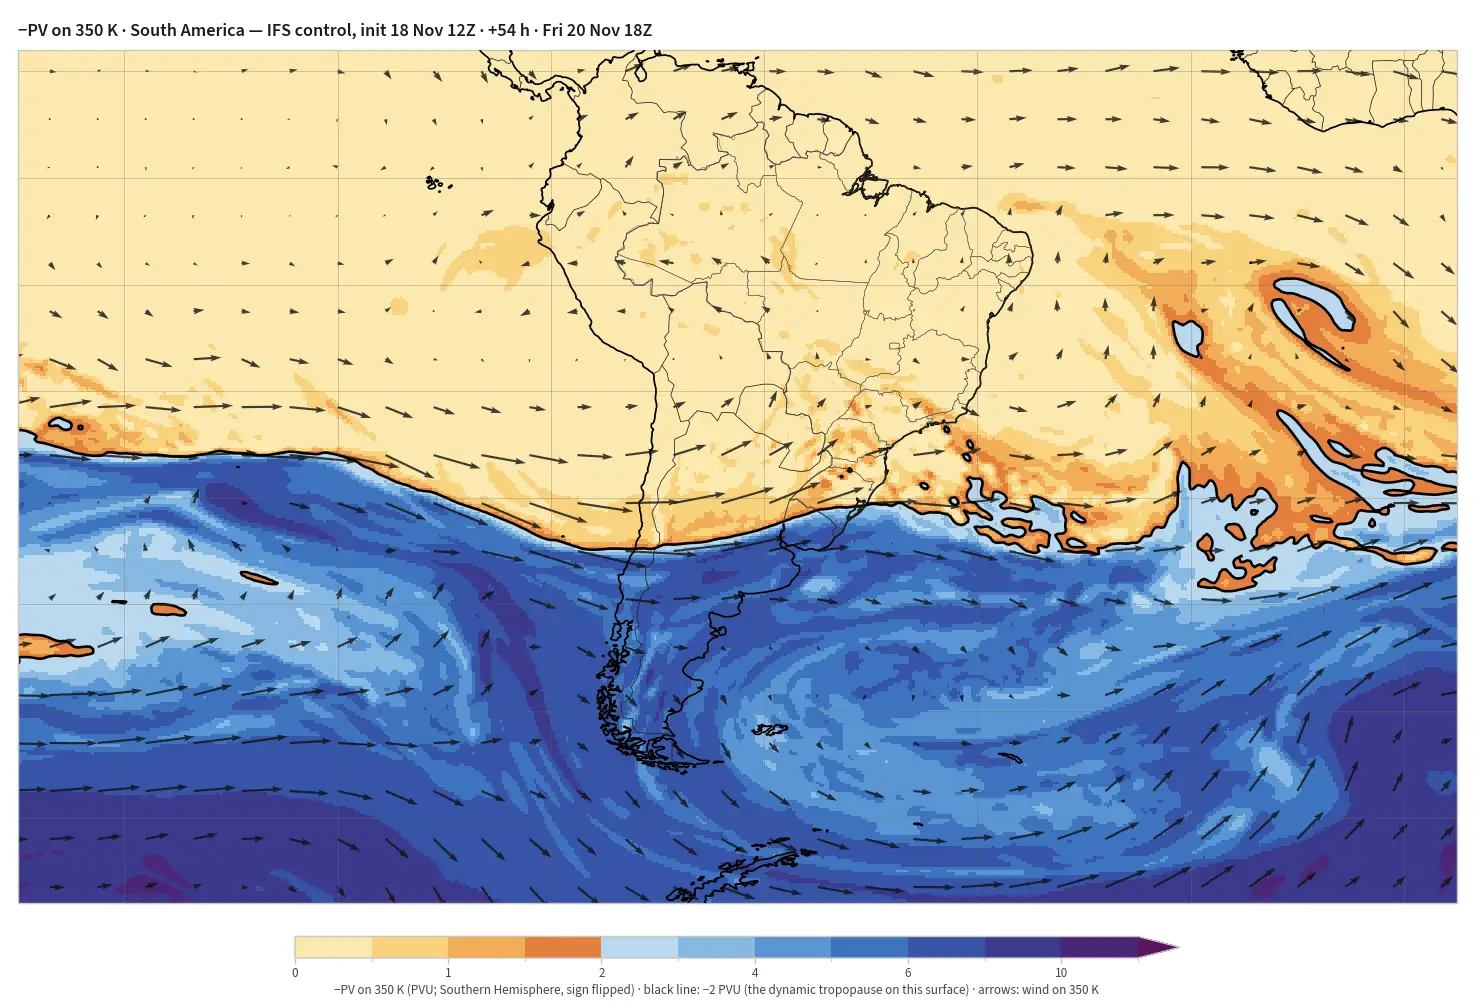 −PV on 350 K · South America — IFS control, init 18 Nov 12Z · +54 h · Fri 20 Nov 18Z
0 1 2 4 6 10
−PV on 350 K (PVU; Southern Hemisphere, sign flipped) · black line: −2 PVU (the dynamic tropopause on this surface) · arrows: wind on 350 K